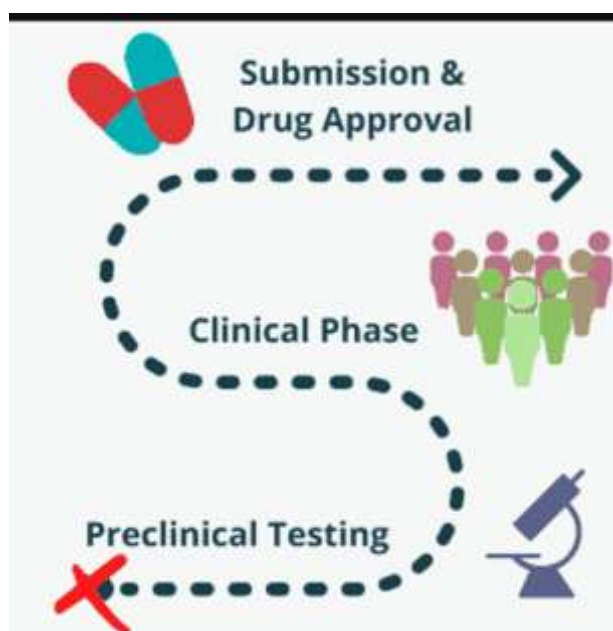 Submission &
Drug Approval
Clinical Phase
Preclinical Testing